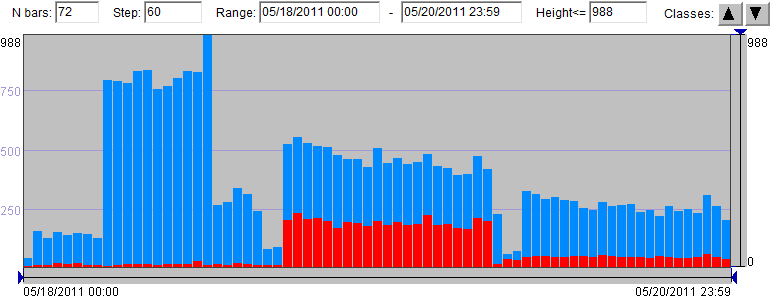 N bars: 72 Step: 60 Range: 05/18/2011 00:00 - 05/20/2011 23:59 Height<= 988 Classes: ▲ ▼
988 988
750
500
250
0
05/18/2011 00:00 05/20/2011 23:59